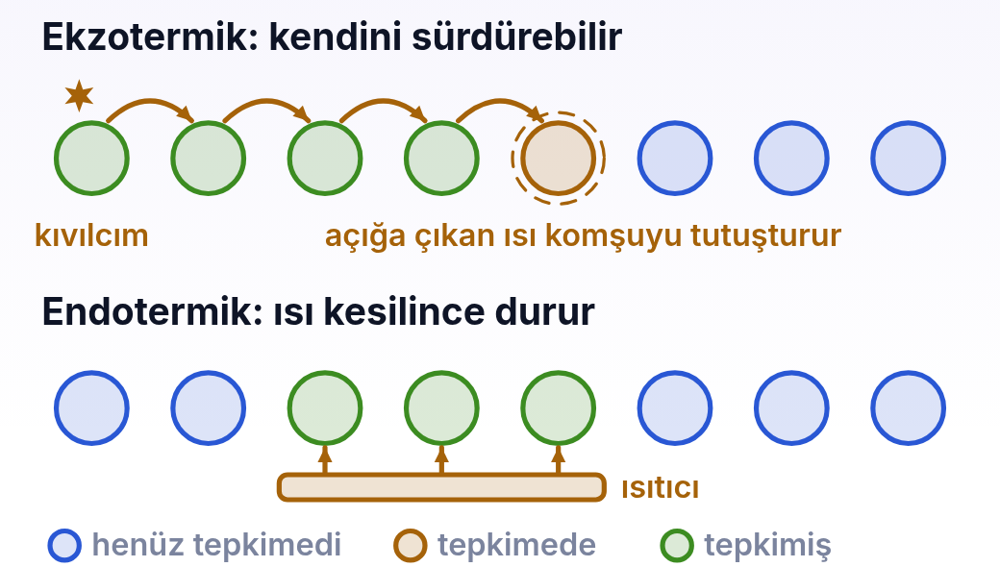 Ekzotermik: kendini sürdürebilir
kıvılcım
açığa çıkan ısı komşuyu tutuşturur
Endotermik: ısı kesilince durur
ısıtıcı
henüz tepkimedi
tepkimede
tepkimiş